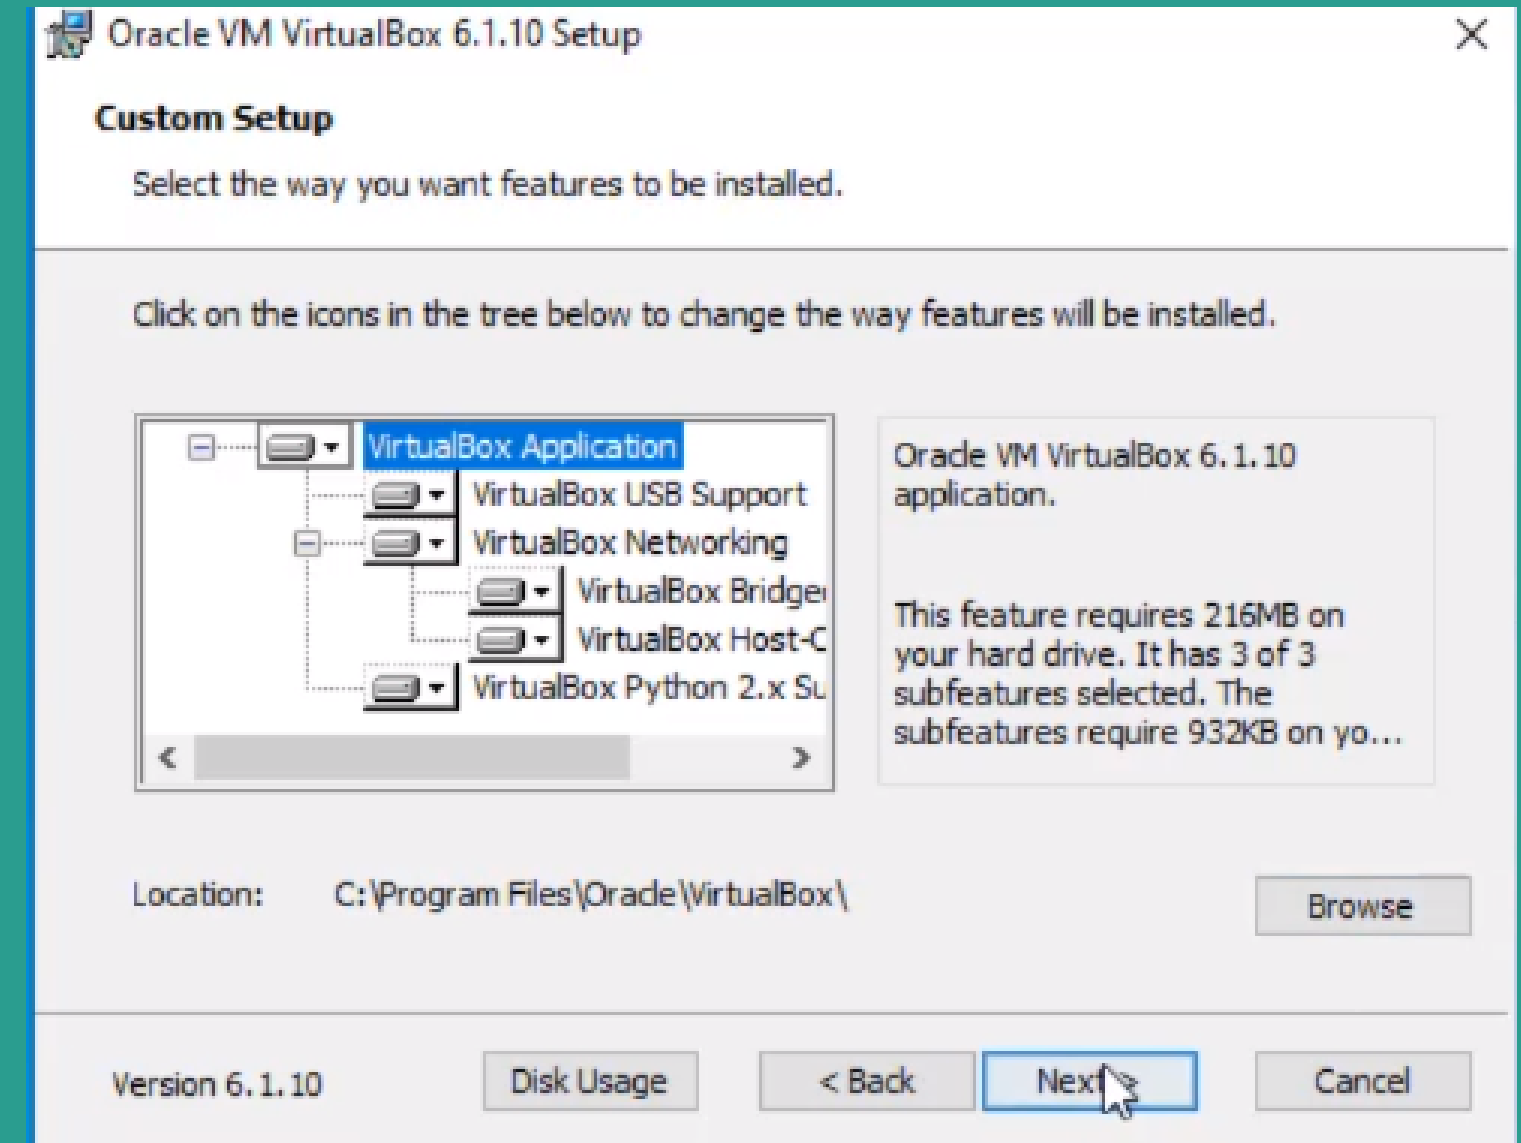 Oracle VM VirtualBox 6.1.10 Setup
Custom Setup
Select the way you want features to be installed.
Click on the icons in the tree below to change the way features will be installed.
VirtualBox Application
VirtualBox USB Support
VirtualBox Networking
VirtualBox Bridge
VirtualBox Host-C
VirtualBox Python 2.x Su
Oracle VM VirtualBox 6.1.10
application.
This feature requires 216MB on
your hard drive. It has 3 of 3
subfeatures selected. The
subfeatures require 932KB on yo...
Location: C:\Program Files\Oracle\VirtualBox\
Browse
Version 6.1.10
Disk Usage
< Back
Next >
Cancel